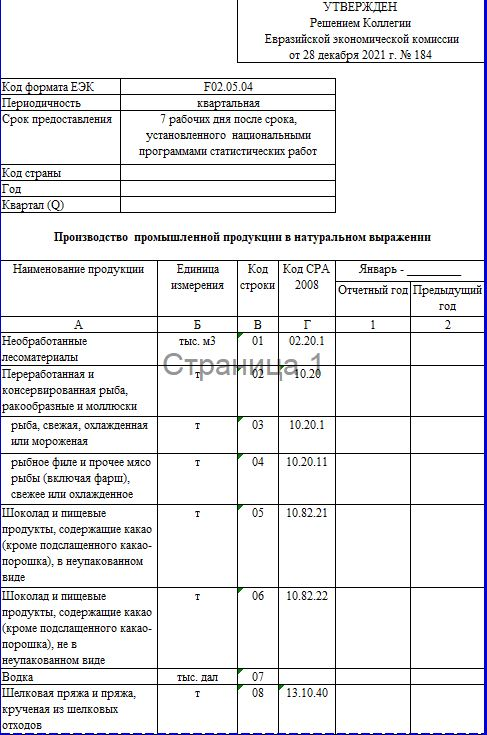 УТВЕРЖДЕН
Решением Коллегии
Евразийской экономической комиссии
от 28 декабря 2021 г. № 184
Код формата ЕЭК F02.05.04
Периодичность квартальная
Срок предоставления 7 рабочих дня после срока,
установленного национальными
программами статистических работ
Код страны
Год
Квартал (Q)
Производство промышленной продукции в натуральном выражении
Наименование продукции Единица Код Код СРА Январь - _________
измерения строки 2008 Отчетный год Предыдущий
год
А Б В Г 1 2
Необработанные тыс. м3 01 02.20.1
лесоматериалы
Страница 1
Переработанная и т 02 10.20
консервированная рыба,
ракообразные и моллюски
рыба, свежая, охлажденная т 03 10.20.1
или мороженая
рыбное филе и прочее мясо т 04 10.20.11
рыбы (включая фарш),
свежее или охлажденное
Шоколад и пищевые т 05 10.82.21
продукты, содержащие какао
(кроме подслащенного какао-
порошка), в неупакованном
виде
Шоколад и пищевые т 06 10.82.22
продукты, содержащие какао
(кроме подслащенного какао-
порошка), не в
неупакованном виде
Водка тыс. дал 07
Шелковая пряжа и пряжа, т 08 13.10.40
крученая из шелковых
отходов